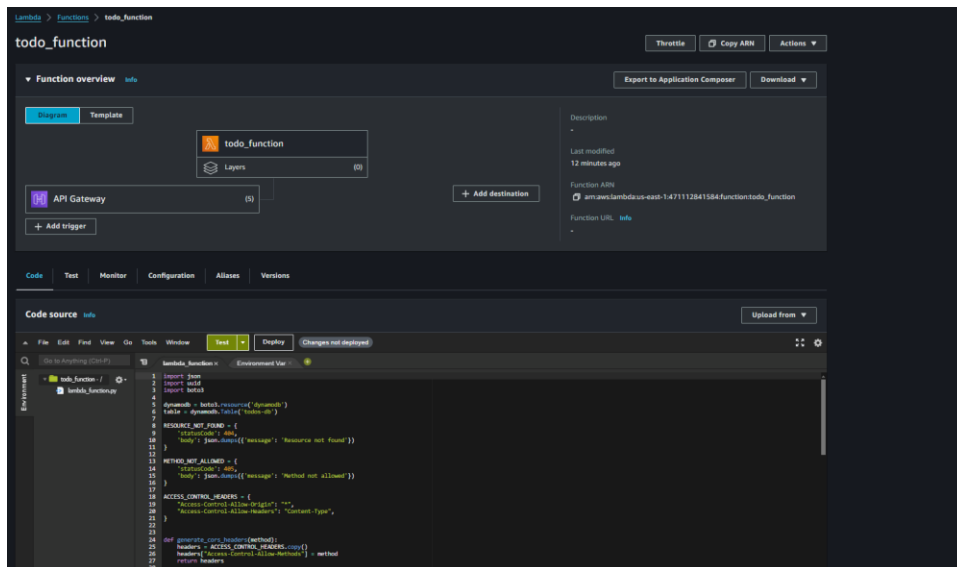 Lambda > Functions > todo_function
todo_function
Throttle Copy ARN Actions
Function overview Info
Export to Application Composer Download
Diagram Template
todo_function
Layers (0)
API Gateway (5)
+ Add trigger
+ Add destination
Description
-
Last modified
12 minutes ago
Function ARN
arn:aws:lambda:us-east-1:471112841584:function:todo_function
Function URL Info
-
Code Test Monitor Configuration Aliases Versions
Code source Info
Upload from
File Edit Find View Go Tools Window Test Deploy Changes not deployed
Go to Anything (Ctrl-P)
lambda_function × Environment Var ×
Environment
todo_function - /
lambda_function.py
1 import json
2 import uuid
3 import boto3
4
5 dynamodb = boto3.resource('dynamodb')
6 table = dynamodb.Table('todos-db')
7
8 RESOURCE_NOT_FOUND = {
9 'statusCode': 404,
10 'body': json.dumps({'message': 'Resource not found'})
11 }
12
13 METHOD_NOT_ALLOWED = {
14 'statusCode': 405,
15 'body': json.dumps({'message': 'Method not allowed'})
16 }
17
18 ACCESS_CONTROL_HEADERS = {
19 "Access-Control-Allow-Origin": "*",
20 "Access-Control-Allow-Headers": "Content-Type",
21 }
22
23
24 def generate_cors_headers(method):
25 headers = ACCESS_CONTROL_HEADERS.copy()
26 headers["Access-Control-Allow-Methods"] = method
27 return headers